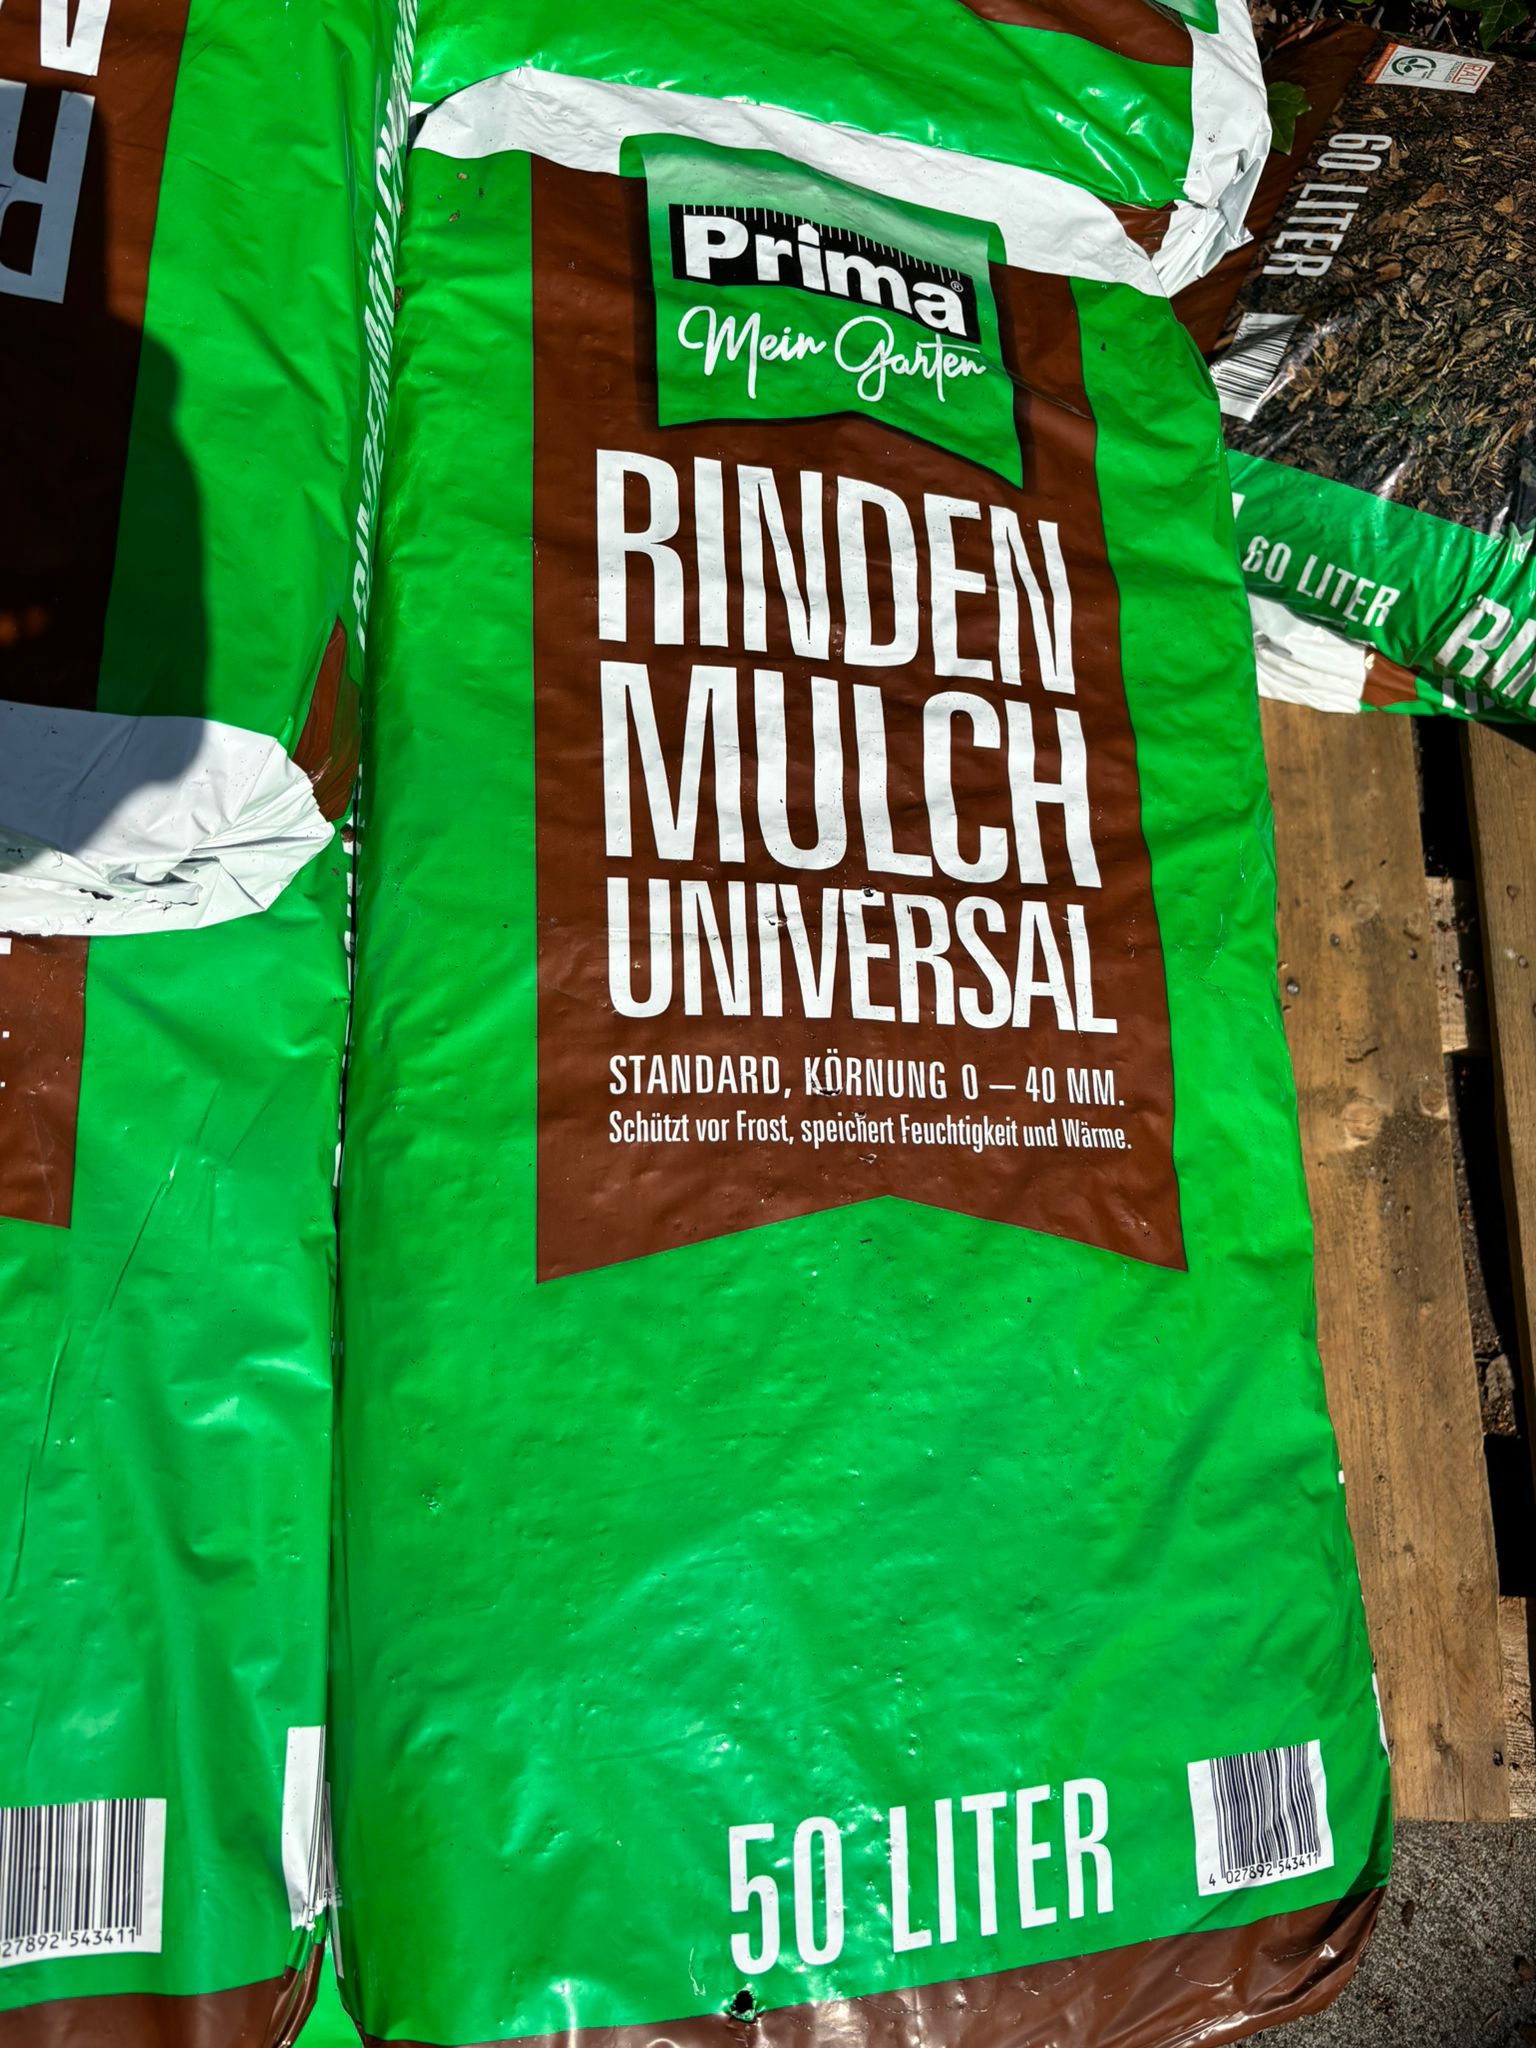 Prima®
Mein Garten
RINDEN
MULCH
UNIVERSAL
STANDARD, KÖRNUNG 0 – 40 MM.
Schützt vor Frost, speichert Feuchtigkeit und Wärme.
50 LITER
4 027892 543411
27892 543411
60 LITER
60 LITER